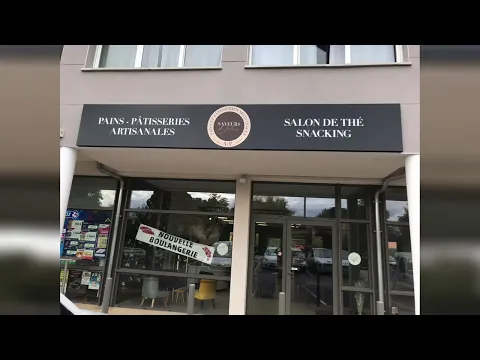 PAINS - PÂTISSERIES
ARTISANALES
SAVEURS
SALON DE THÉ
SNACKING
NOUVELLE
BOULANGERIE